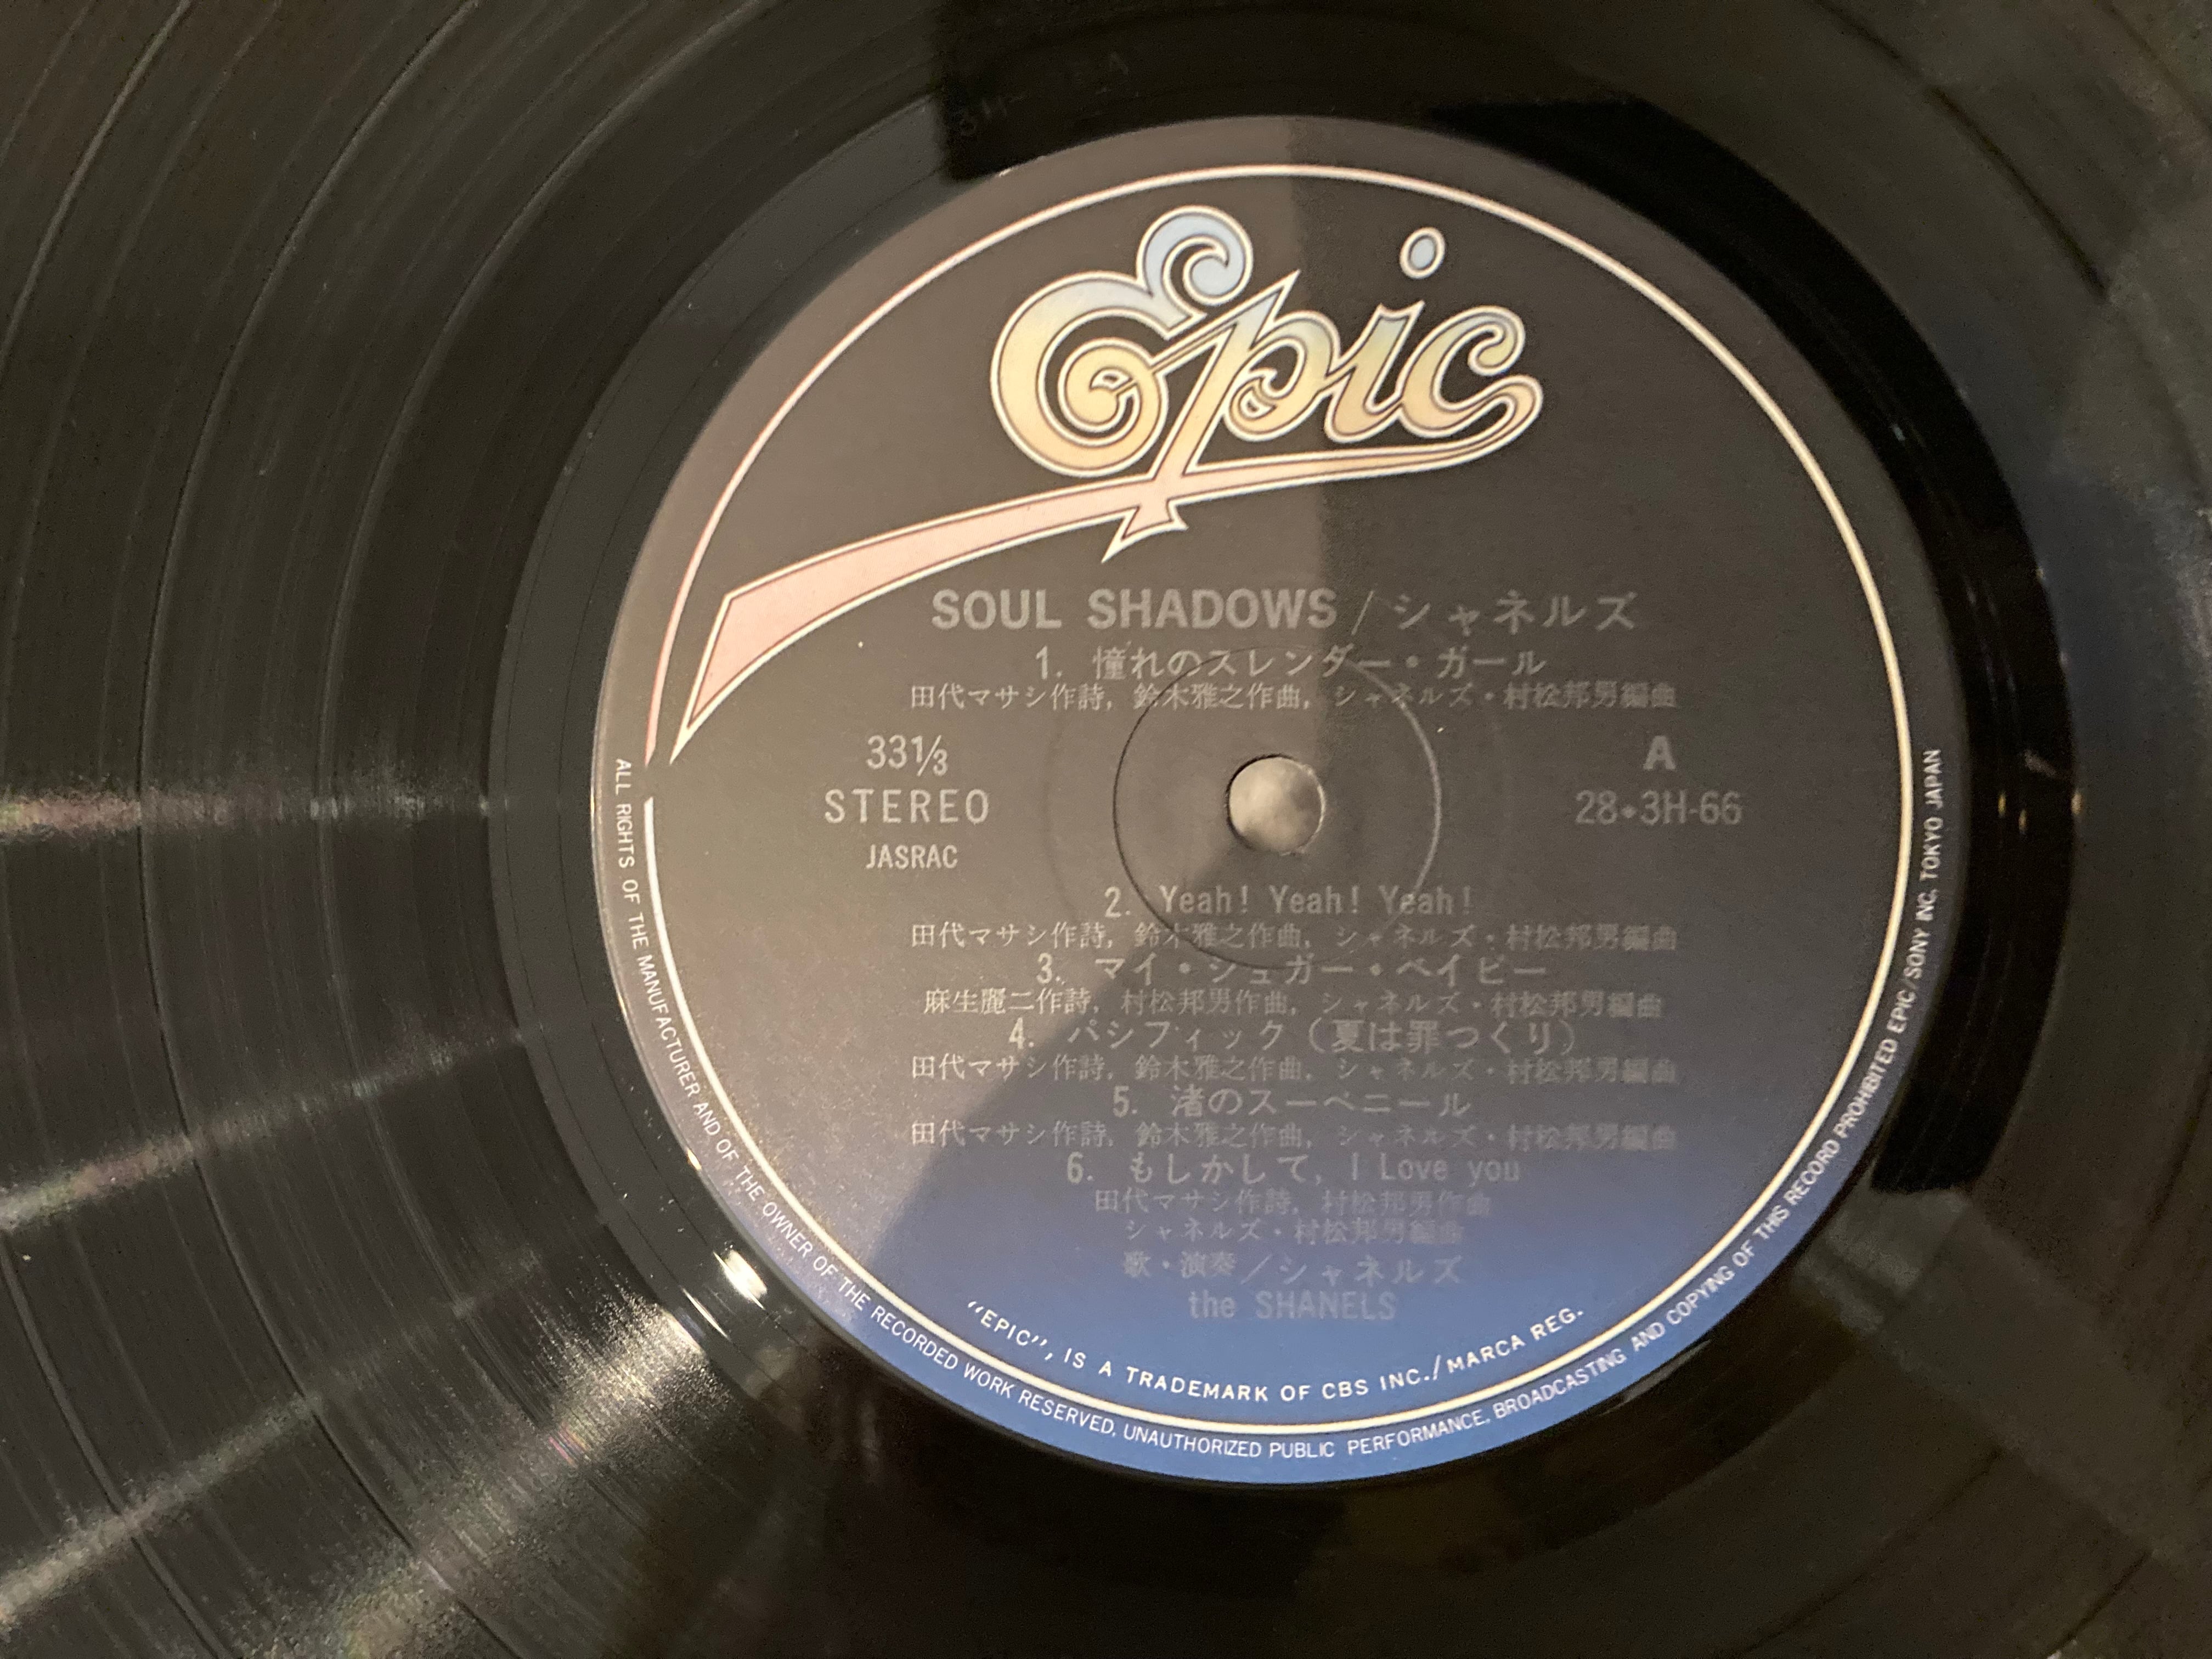 Epic
SOUL SHADOWS/シャネルズ
1. 憧れのスレンダー・ガール
田代マサシ作詩, 鈴木雅之作曲, シャネルズ・村松邦男編曲
33⅓
STEREO
JASRAC
A
28・3H-66
2. Yeah! Yeah! Yeah!
田代マサシ作詩, 鈴木雅之作曲, シャネルズ・村松邦男編曲
3. マイ・シュガー・ベイビー
麻生麗二作詩, 村松邦男作曲, シャネルズ・村松邦男編曲
4. パシフィック(夏は罪つくり)
田代マサシ作詩, 鈴木雅之作曲, シャネルズ・村松邦男編曲
5. 渚のスーベニール
田代マサシ作詩, 鈴木雅之作曲, シャネルズ・村松邦男編曲
6. もしかして, I Love you
田代マサシ作詩, 村松邦男作曲
シャネルズ・村松邦男編曲
歌・演奏/シャネルズ
the SHANELS
"EPIC", IS A TRADEMARK OF CBS INC./MARCA REG.
ALL RIGHTS OF THE MANUFACTURER AND OF THE OWNER OF THE RECORDED WORK RESERVED, UNAUTHORIZED PUBLIC PERFORMANCE, BROADCASTING AND COPYING OF THIS RECORD PROHIBITED EPIC/SONY INC. TOKYO JAPAN